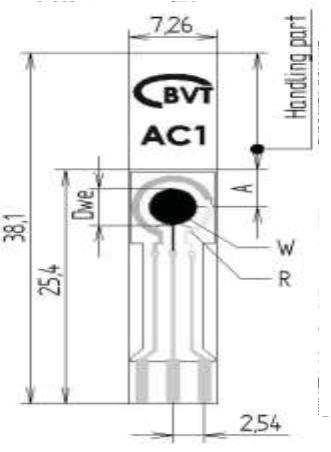 7,26
Handling part
BVT
AC1
A
Dwe
38,1
25,4
W
R
2,54